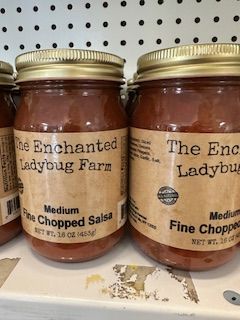 The Enchanted
Ladybug Farm
Medium
Fine Chopped Salsa
NET WT. 16 OZ (453g)
The Ench
Ladybug
Medium
Fine Chopped
NET WT. 16 OZ